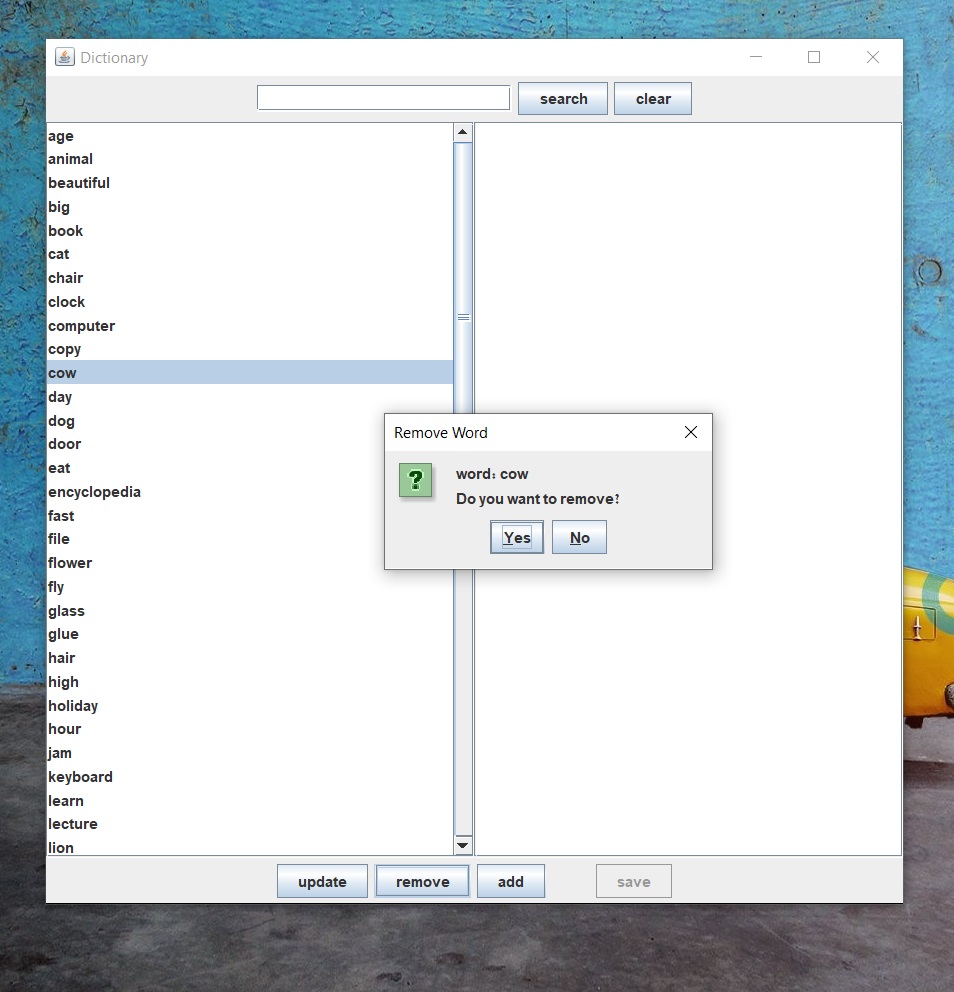 Dictionary
search clear
age
animal
beautiful
big
book
cat
chair
clock
computer
copy
cow
day
dog
door
eat
encyclopedia
fast
file
flower
fly
glass
glue
hair
high
holiday
hour
jam
keyboard
learn
lecture
lion
Remove Word
?
word: cow
Do you want to remove?
Yes No
update remove add save